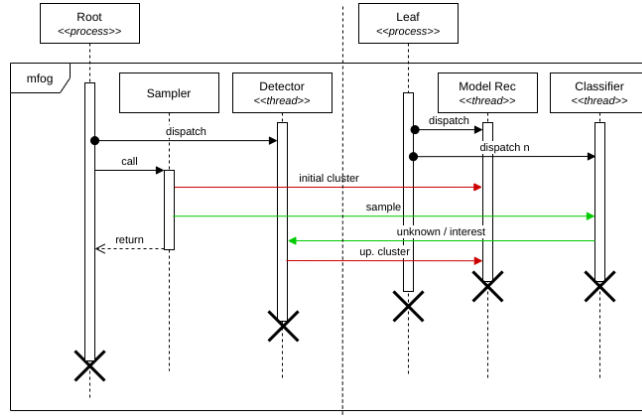 Root
<<process>>
Leaf
<<process>>
mfog
Sampler
Detector
<<thread>>
Model Rec
<<thread>>
Classifier
<<thread>>
dispatch
dispatch
dispatch n
call
initial cluster
sample
unknown / interest
return
up. cluster